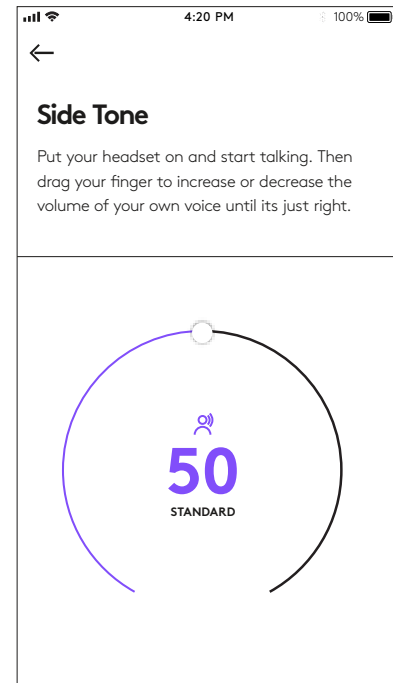 4:20 PM 100%
Side Tone
Put your headset on and start talking. Then
drag your finger to increase or decrease the
volume of your own voice until its just right.
50
STANDARD